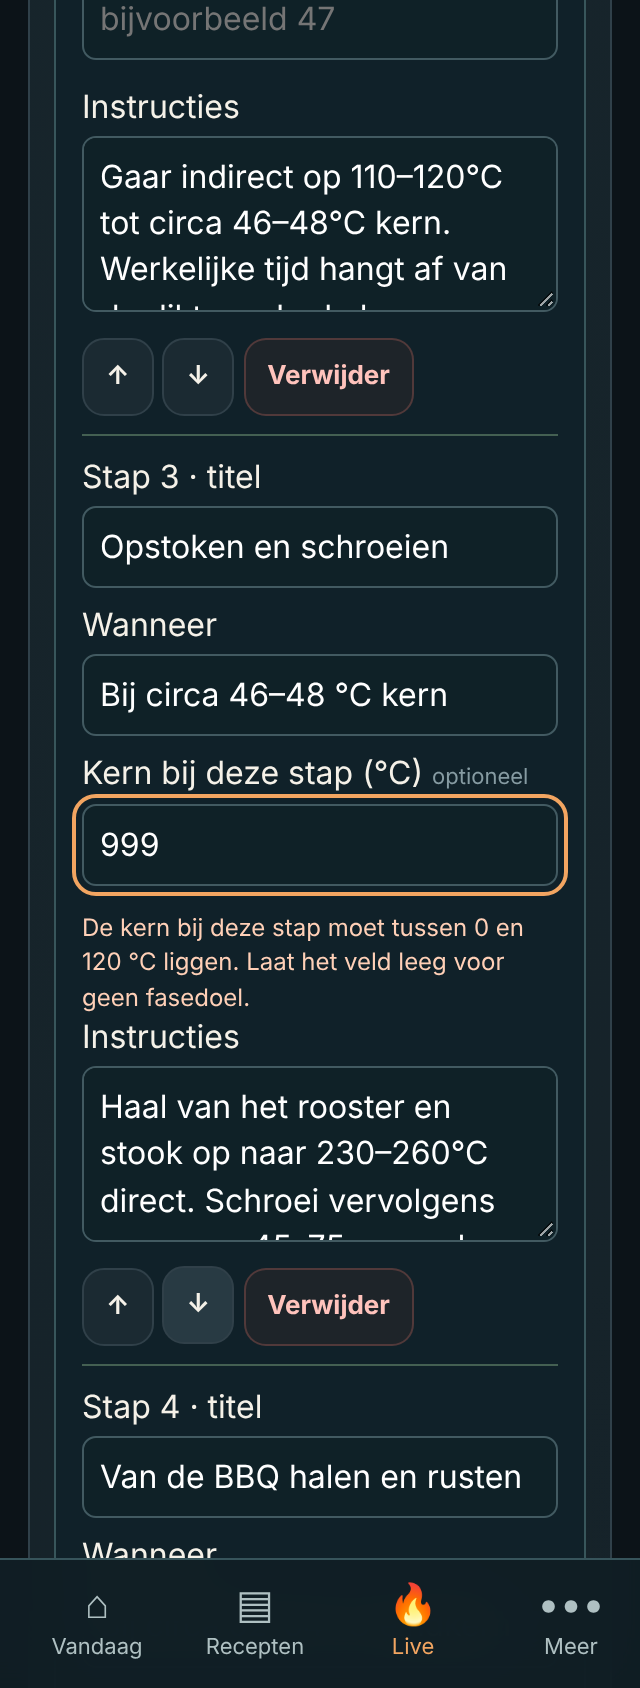 bijvoorbeeld 47
Instructies
Gaar indirect op 110–120°C
tot circa 46–48°C kern.
Werkelijke tijd hangt af van
↑ ↓ Verwijder
Stap 3 · titel
Opstoken en schroeien
Wanneer
Bij circa 46–48 °C kern
Kern bij deze stap (°C) optioneel
999
De kern bij deze stap moet tussen 0 en
120 °C liggen. Laat het veld leeg voor
geen fasedoel.
Instructies
Haal van het rooster en
stook op naar 230–260°C
direct. Schroei vervolgens
↑ ↓ Verwijder
Stap 4 · titel
Van de BBQ halen en rusten
Wanneer
Vandaag Recepten Live Meer